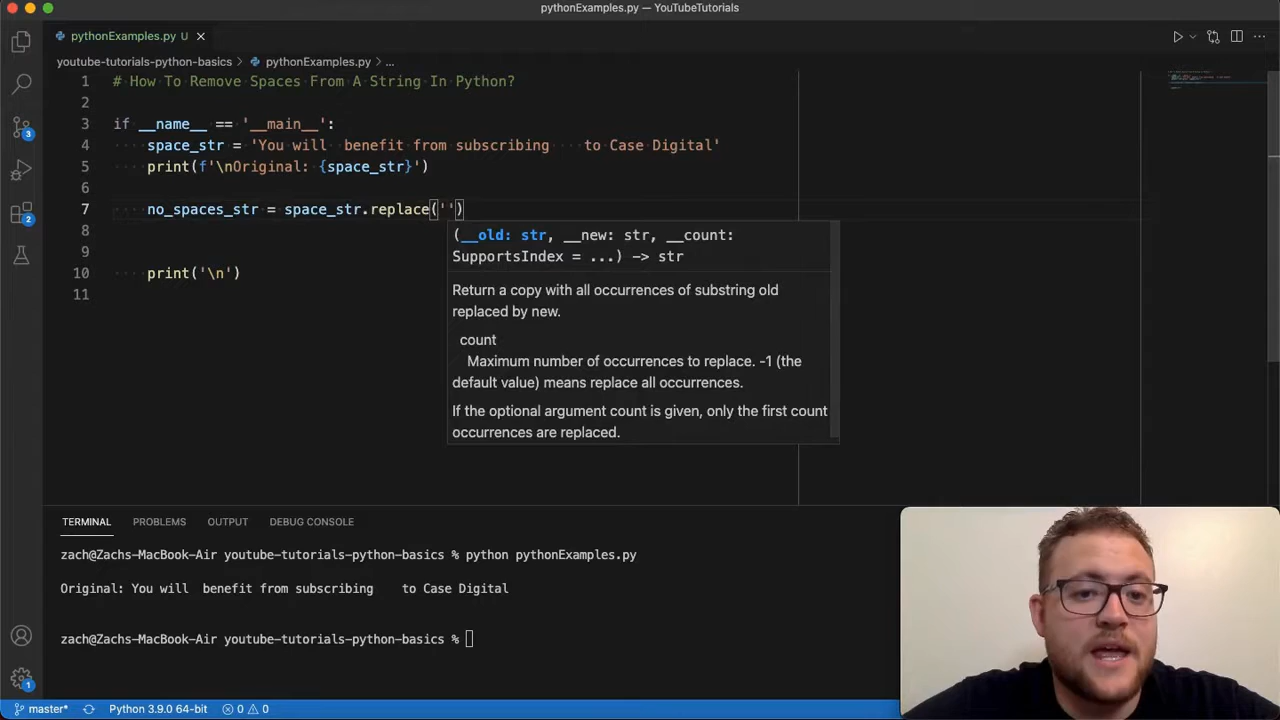 pythonExamples.py — YouTubeTutorials
pythonExamples.py U
youtube-tutorials-python-basics > pythonExamples.py > ...
1 # How To Remove Spaces From A String In Python?
2
3 if __name__ == '__main__':
4 space_str = 'You will  benefit from subscribing    to Case Digital'
5 print(f'\nOriginal: {space_str}')
6
7 no_spaces_str = space_str.replace('')
8
9
10 print('\n')
11
(__old: str, __new: str, __count:
SupportsIndex = ...) -> str
Return a copy with all occurrences of substring old
replaced by new.
count
Maximum number of occurrences to replace. -1 (the
default value) means replace all occurrences.
If the optional argument count is given, only the first count
occurrences are replaced.
3
2
TERMINAL PROBLEMS OUTPUT DEBUG CONSOLE
zach@Zachs-MacBook-Air youtube-tutorials-python-basics % python pythonExamples.py
Original: You will  benefit from subscribing    to Case Digital
zach@Zachs-MacBook-Air youtube-tutorials-python-basics %
1
master* Python 3.9.0 64-bit 0 0